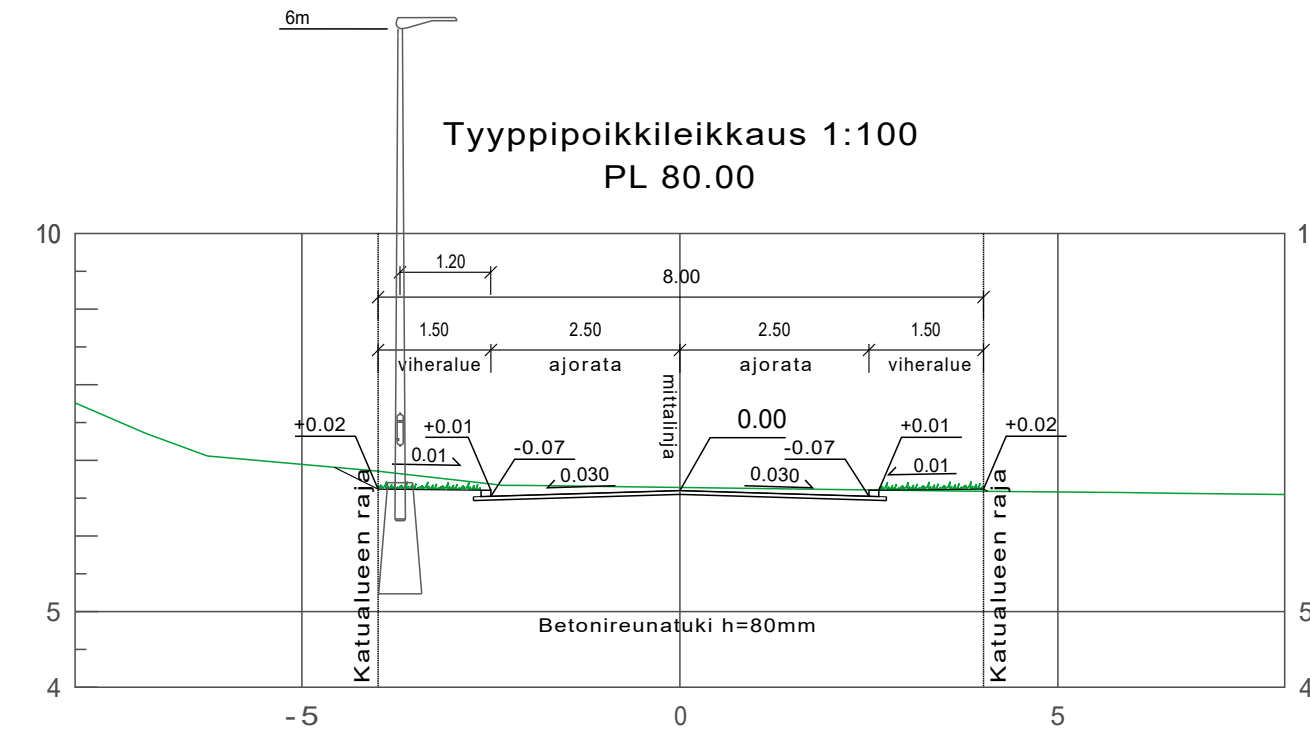 6m
Tyyppipoikkileikkaus 1:100
PL 80.00
10
1
1.20
8.00
1.50 2.50 2.50 1.50
viheralue ajorata ajorata viheralue
mittalinja
+0.02 +0.01 -0.07 0.00 -0.07 +0.01 +0.02
0.01 0.030 0.030 0.01
Katualueen raja
Katualueen raja
5 5
Betonireunatuki h=80mm
4 4
-5 0 5